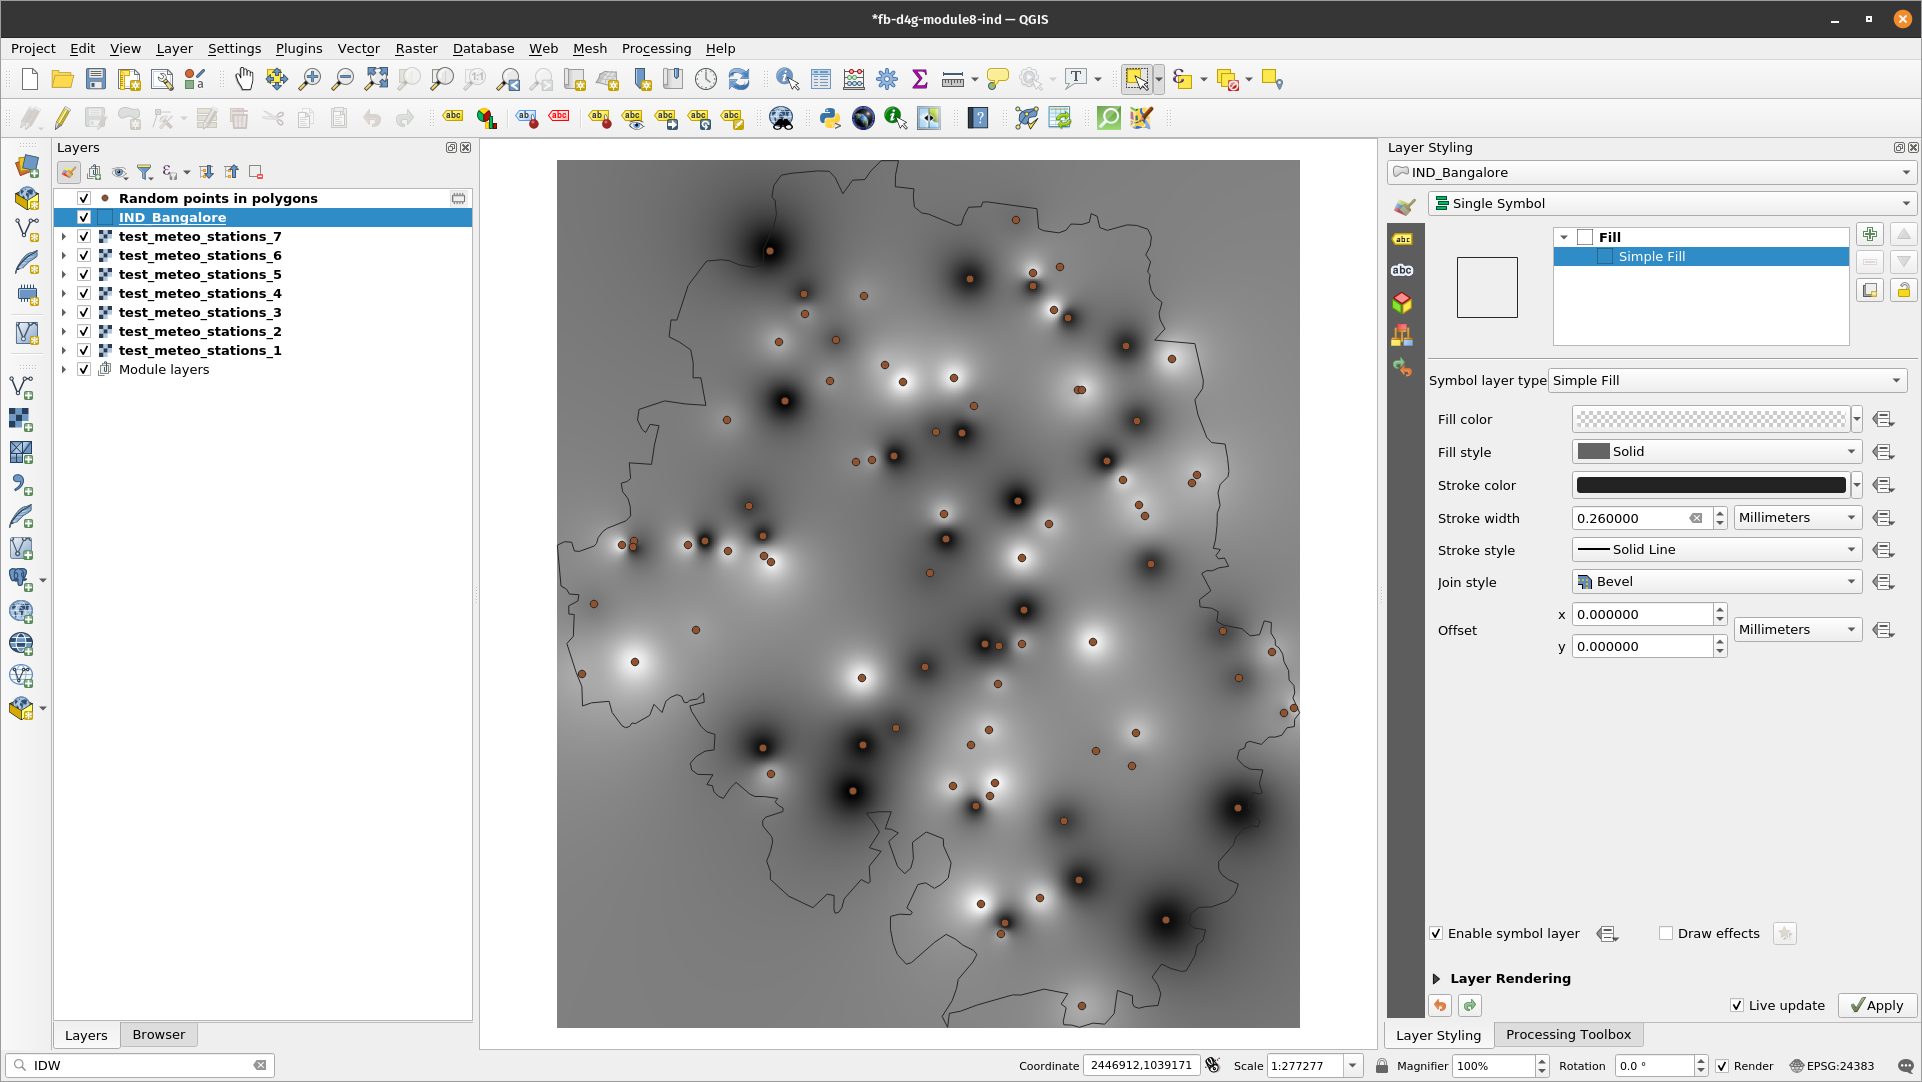 *fb-d4g-module8-ind — QGIS
Project Edit View Layer Settings Plugins Vector Raster Database Web Mesh Processing Help
Layers
Random points in polygons
IND_Bangalore
test_meteo_stations_7
test_meteo_stations_6
test_meteo_stations_5
test_meteo_stations_4
test_meteo_stations_3
test_meteo_stations_2
test_meteo_stations_1
Module layers
Layers Browser
Layer Styling
IND_Bangalore
Single Symbol
Fill
Simple Fill
Symbol layer type Simple Fill
Fill color
Fill style Solid
Stroke color
Stroke width 0.260000 Millimeters
Stroke style Solid Line
Join style Bevel
Offset x 0.000000 Millimeters
y 0.000000
Enable symbol layer Draw effects
Layer Rendering
Live update Apply
Layer Styling Processing Toolbox
IDW Coordinate 2446912,1039171 Scale 1:277277 Magnifier 100% Rotation 0.0 ° Render EPSG:24383